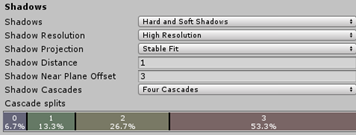 Shadows
Shadows Hard and Soft Shadows
Shadow Resolution High Resolution
Shadow Projection Stable Fit
Shadow Distance 1
Shadow Near Plane Offset 3
Shadow Cascades Four Cascades
Cascade splits
0 1 2 3
6.7% 13.3% 26.7% 53.3%